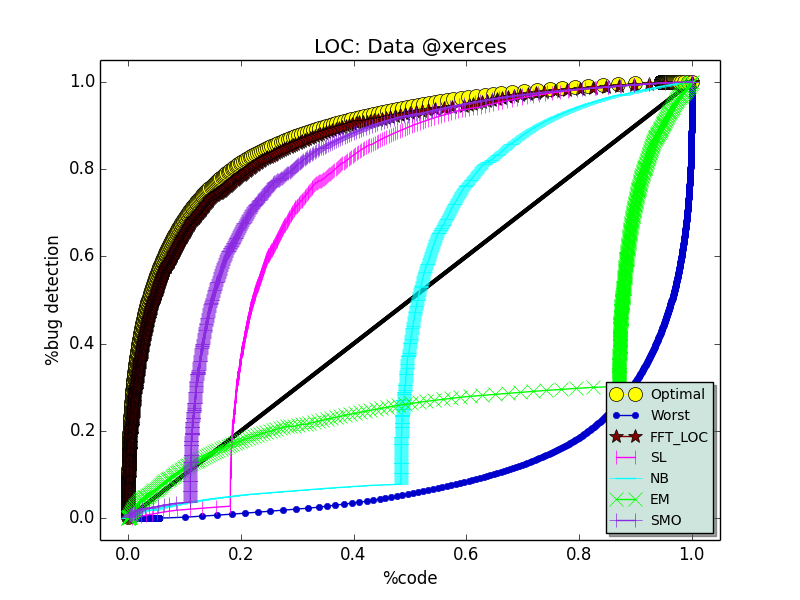 LOC: Data @xerces
1.0
0.8
0.6
0.4
0.2
0.0
%bug detection
0.0 0.2 0.4 0.6 0.8 1.0
%code
Optimal
Worst
FFT_LOC
SL
NB
EM
SMO